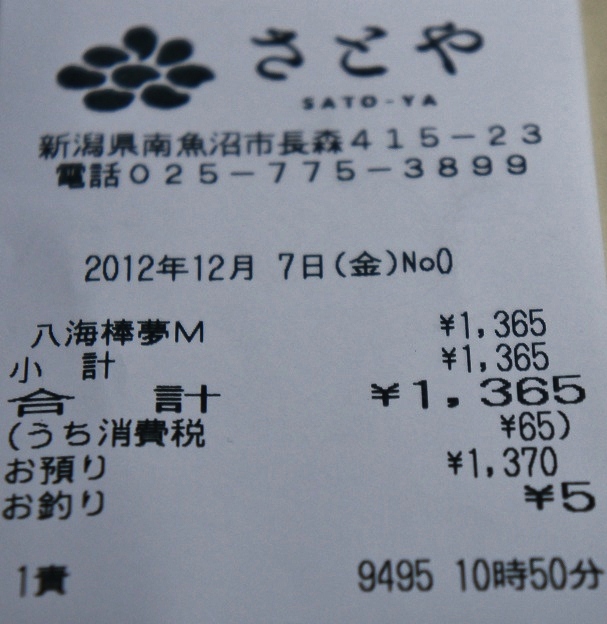 さとや
SATO-YA
新潟県南魚沼市長森415-23
電話025-775-3899
2012年12月 7日(金)No0
八海棒夢M ¥1,365
小 計 ¥1,365
合 計 ¥1,365
(うち消費税 ¥65)
お預り ¥1,370
お釣り ¥5
1責 9495 10時50分